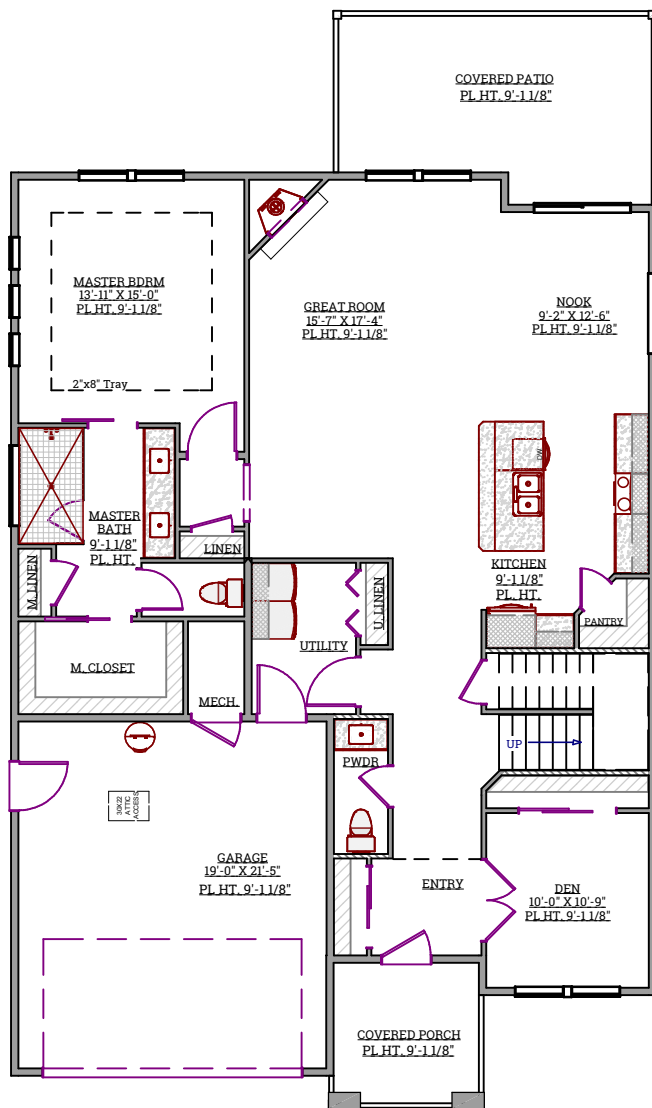 COVERED PATIO
PL HT. 9'-1 1/8"
MASTER BDRM
13'-11" X 15'-0"
PL HT. 9'-1 1/8"
2"x8" Tray
GREAT ROOM
15'-7" X 17'-4"
PL HT. 9'-1 1/8"
NOOK
9'-2" X 12'-6"
PL HT. 9'-1 1/8"
DW
MASTER
BATH
9'-1 1/8"
PL. HT.
LINEN
M. LINEN
KITCHEN
9'-1 1/8"
PL. HT.
U. LINEN
PANTRY
UTILITY
M. CLOSET
MECH.
UP
PWDR
30X22
ATTIC
ACCESS
GARAGE
19'-0" X 21'-5"
PL HT. 9'-1 1/8"
ENTRY
DEN
10'-0" X 10'-9"
PL HT. 9'-1 1/8"
COVERED PORCH
PL HT. 9'-1 1/8"